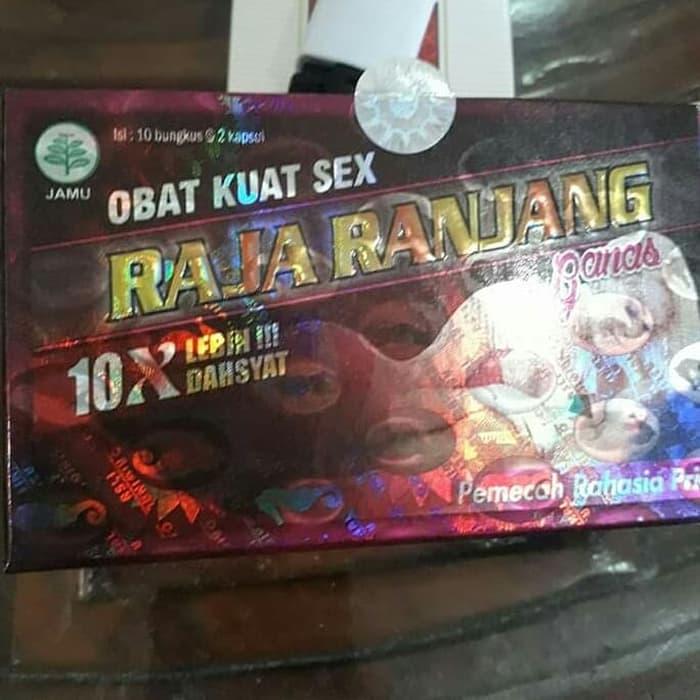 Isi : 10 bungkus @ 2 kapsul
JAMU
OBAT KUAT SEX
RAJA RANJANG
Panas
10X LEBIH !!!
DAHSYAT
Pemecah Rahasia